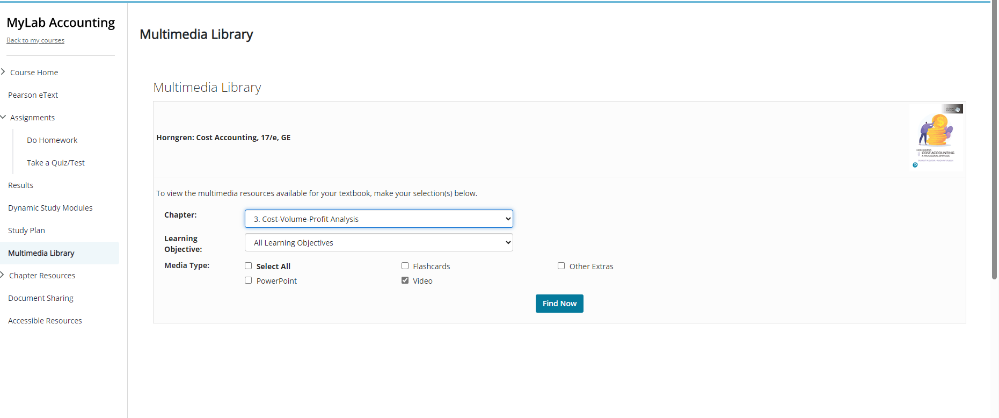 MyLab Accounting
Back to my courses
Course Home
Pearson eText
Assignments
Do Homework
Take a Quiz/Test
Results
Dynamic Study Modules
Study Plan
Multimedia Library
Chapter Resources
Document Sharing
Accessible Resources
Multimedia Library
Multimedia Library
Horngren: Cost Accounting, 17/e, GE
HORNGREN'S
COST ACCOUNTING
A MANAGERIAL EMPHASIS
To view the multimedia resources available for your textbook, make your selection(s) below.
Chapter:
3. Cost-Volume-Profit Analysis
Learning
Objective:
All Learning Objectives
Media Type:
Select All
Flashcards
Other Extras
PowerPoint
Video
Find Now